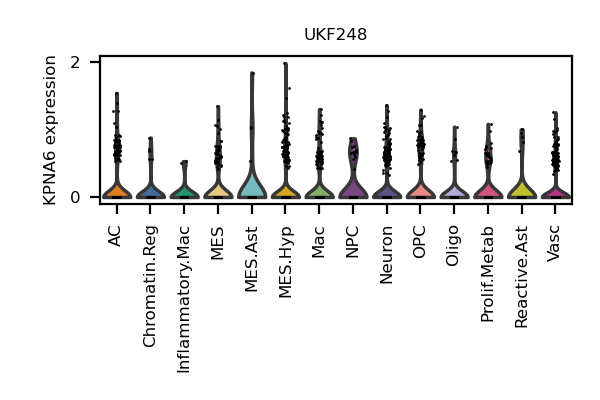 UKF248
KPNA6 expression
2
0
AC
Chromatin.Reg
Inflammatory.Mac
MES
MES.Ast
MES.Hyp
Mac
NPC
Neuron
OPC
Oligo
Prolif.Metab
Reactive.Ast
Vasc